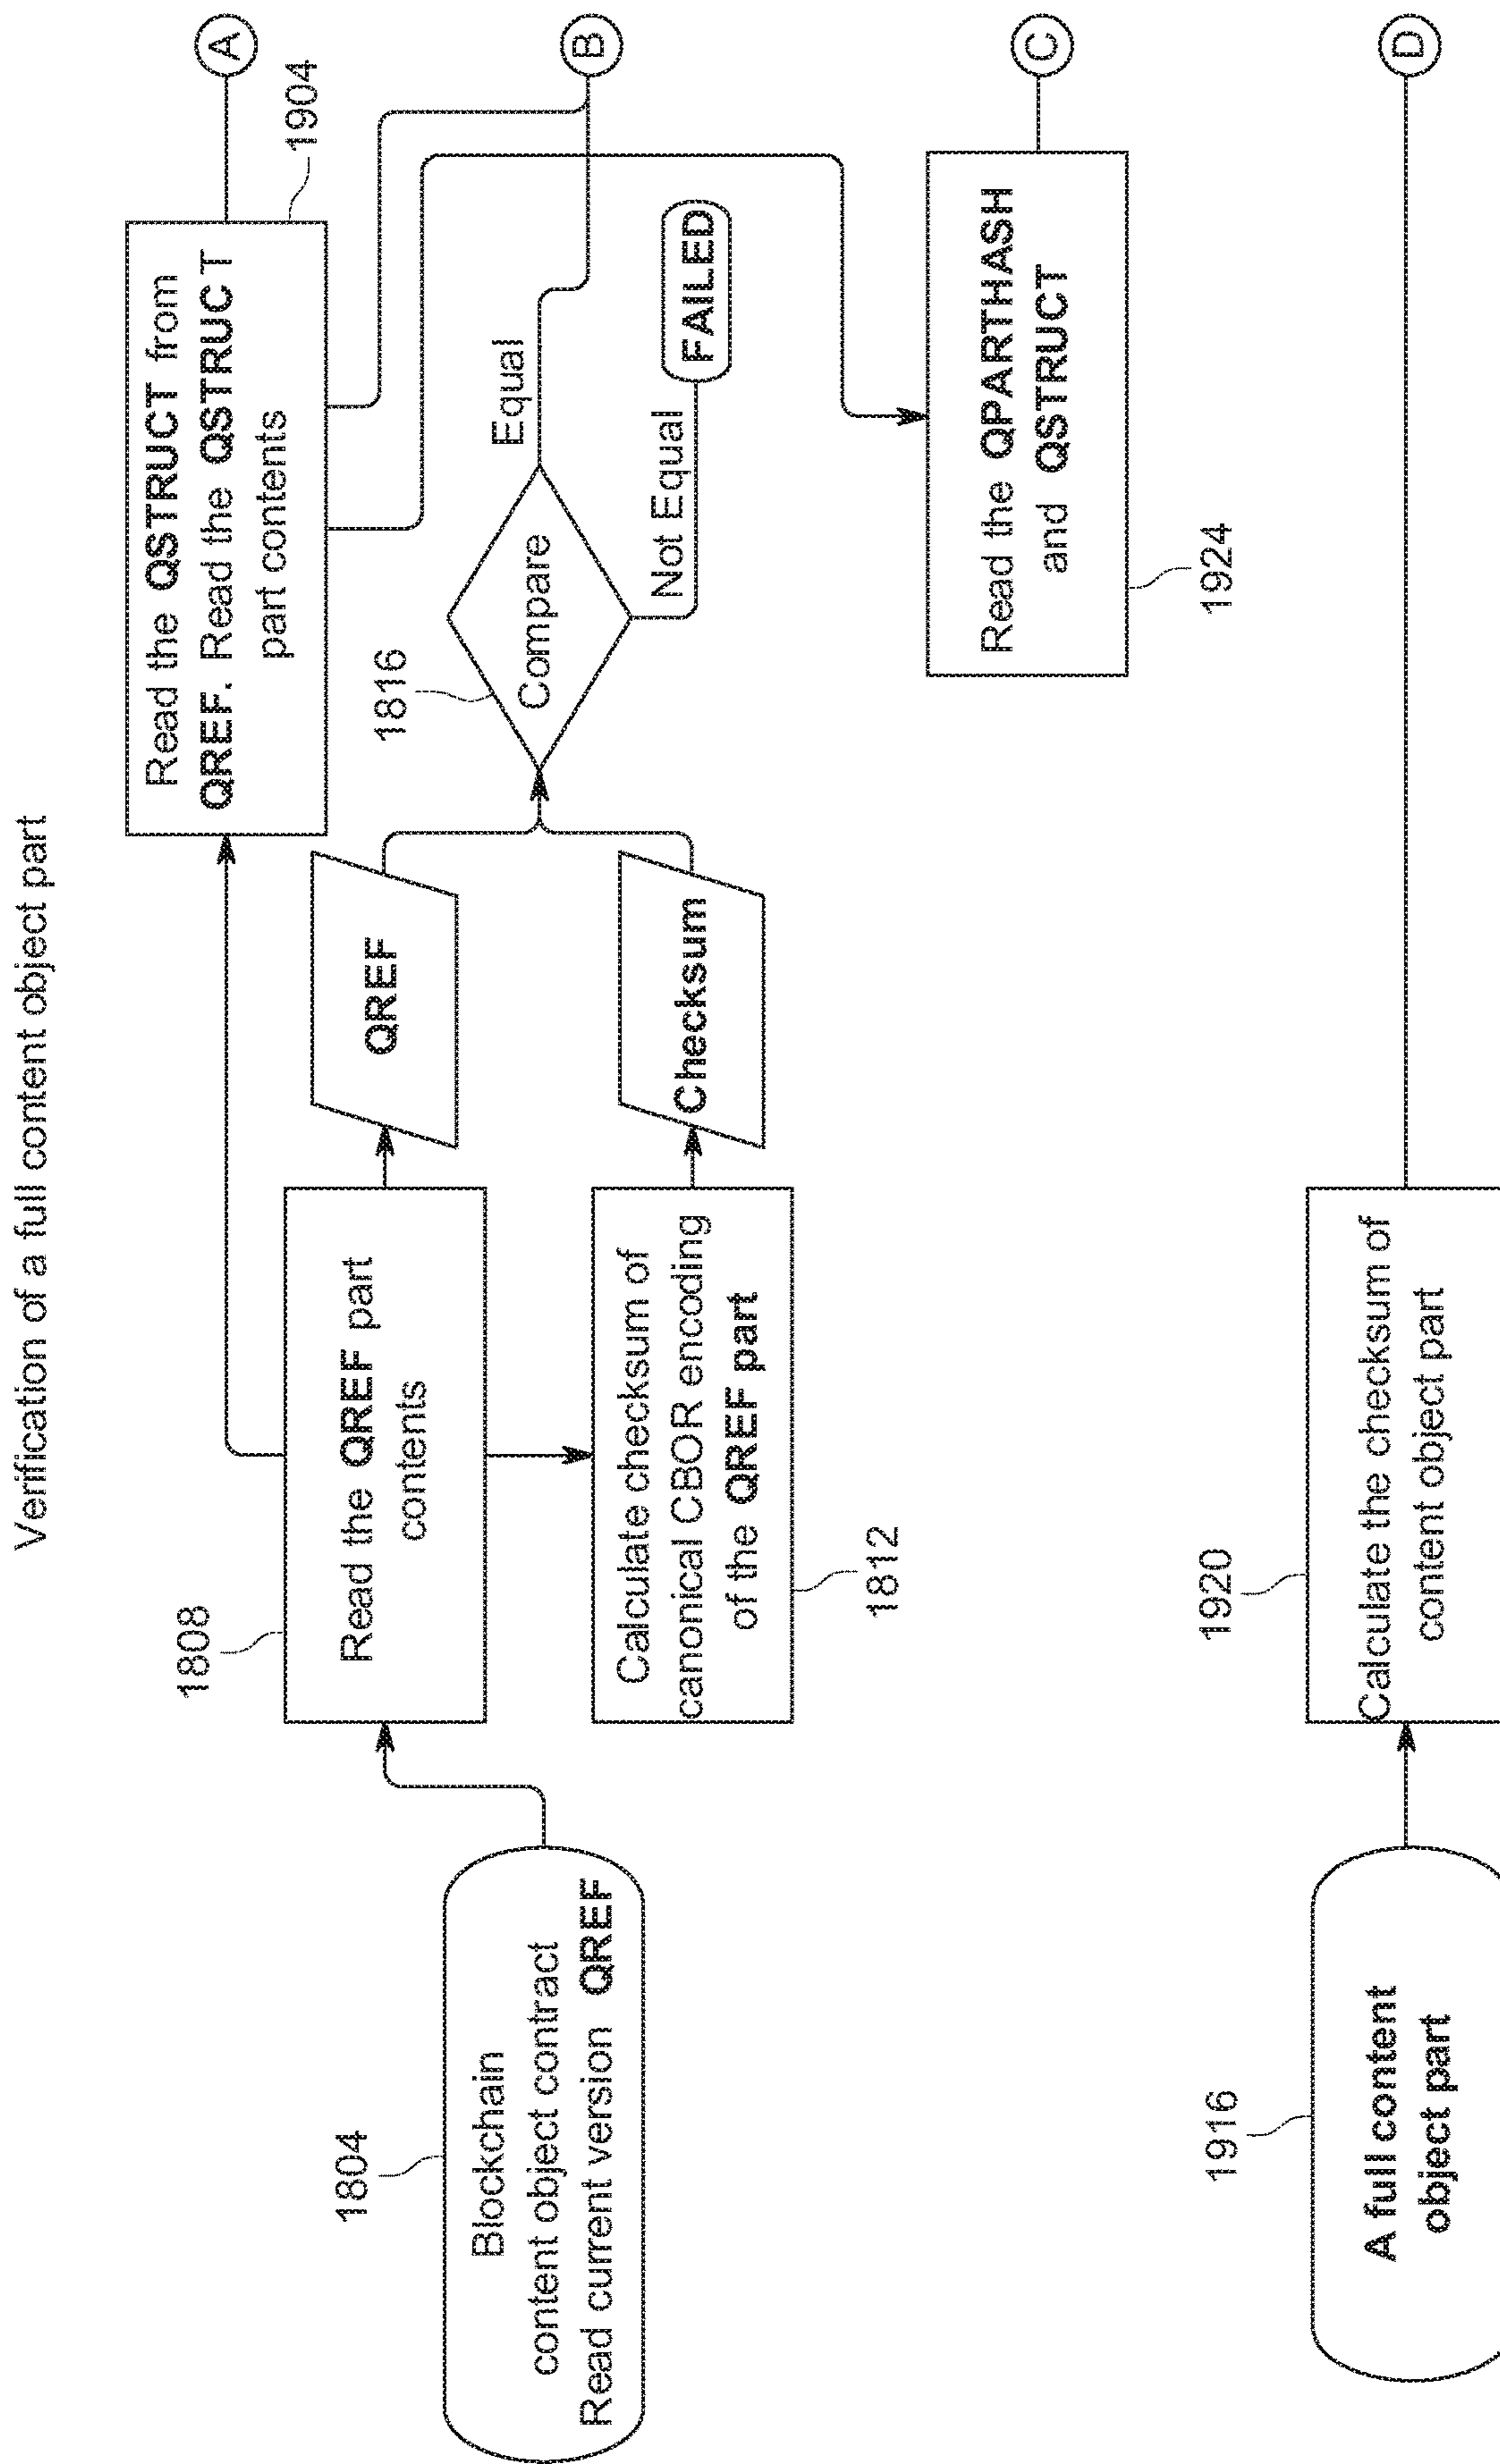 Verification of a full content object part
1804
Blockchain
content object contract
Read current version QREF
1808
Read the QREF part
contents
1812
Calculate checksum of
canonical CBOR encoding
of the QREF part
QREF
Checksum
1816
Compare
Equal
Not Equal
FAILED
1904
Read the QSTRUCT from
QREF. Read the QSTRUCT
part contents
A
B
1924
Read the QPARTHASH
and QSTRUCT
C
1916
A full content
object part
1920
Calculate the checksum of
content object part
D